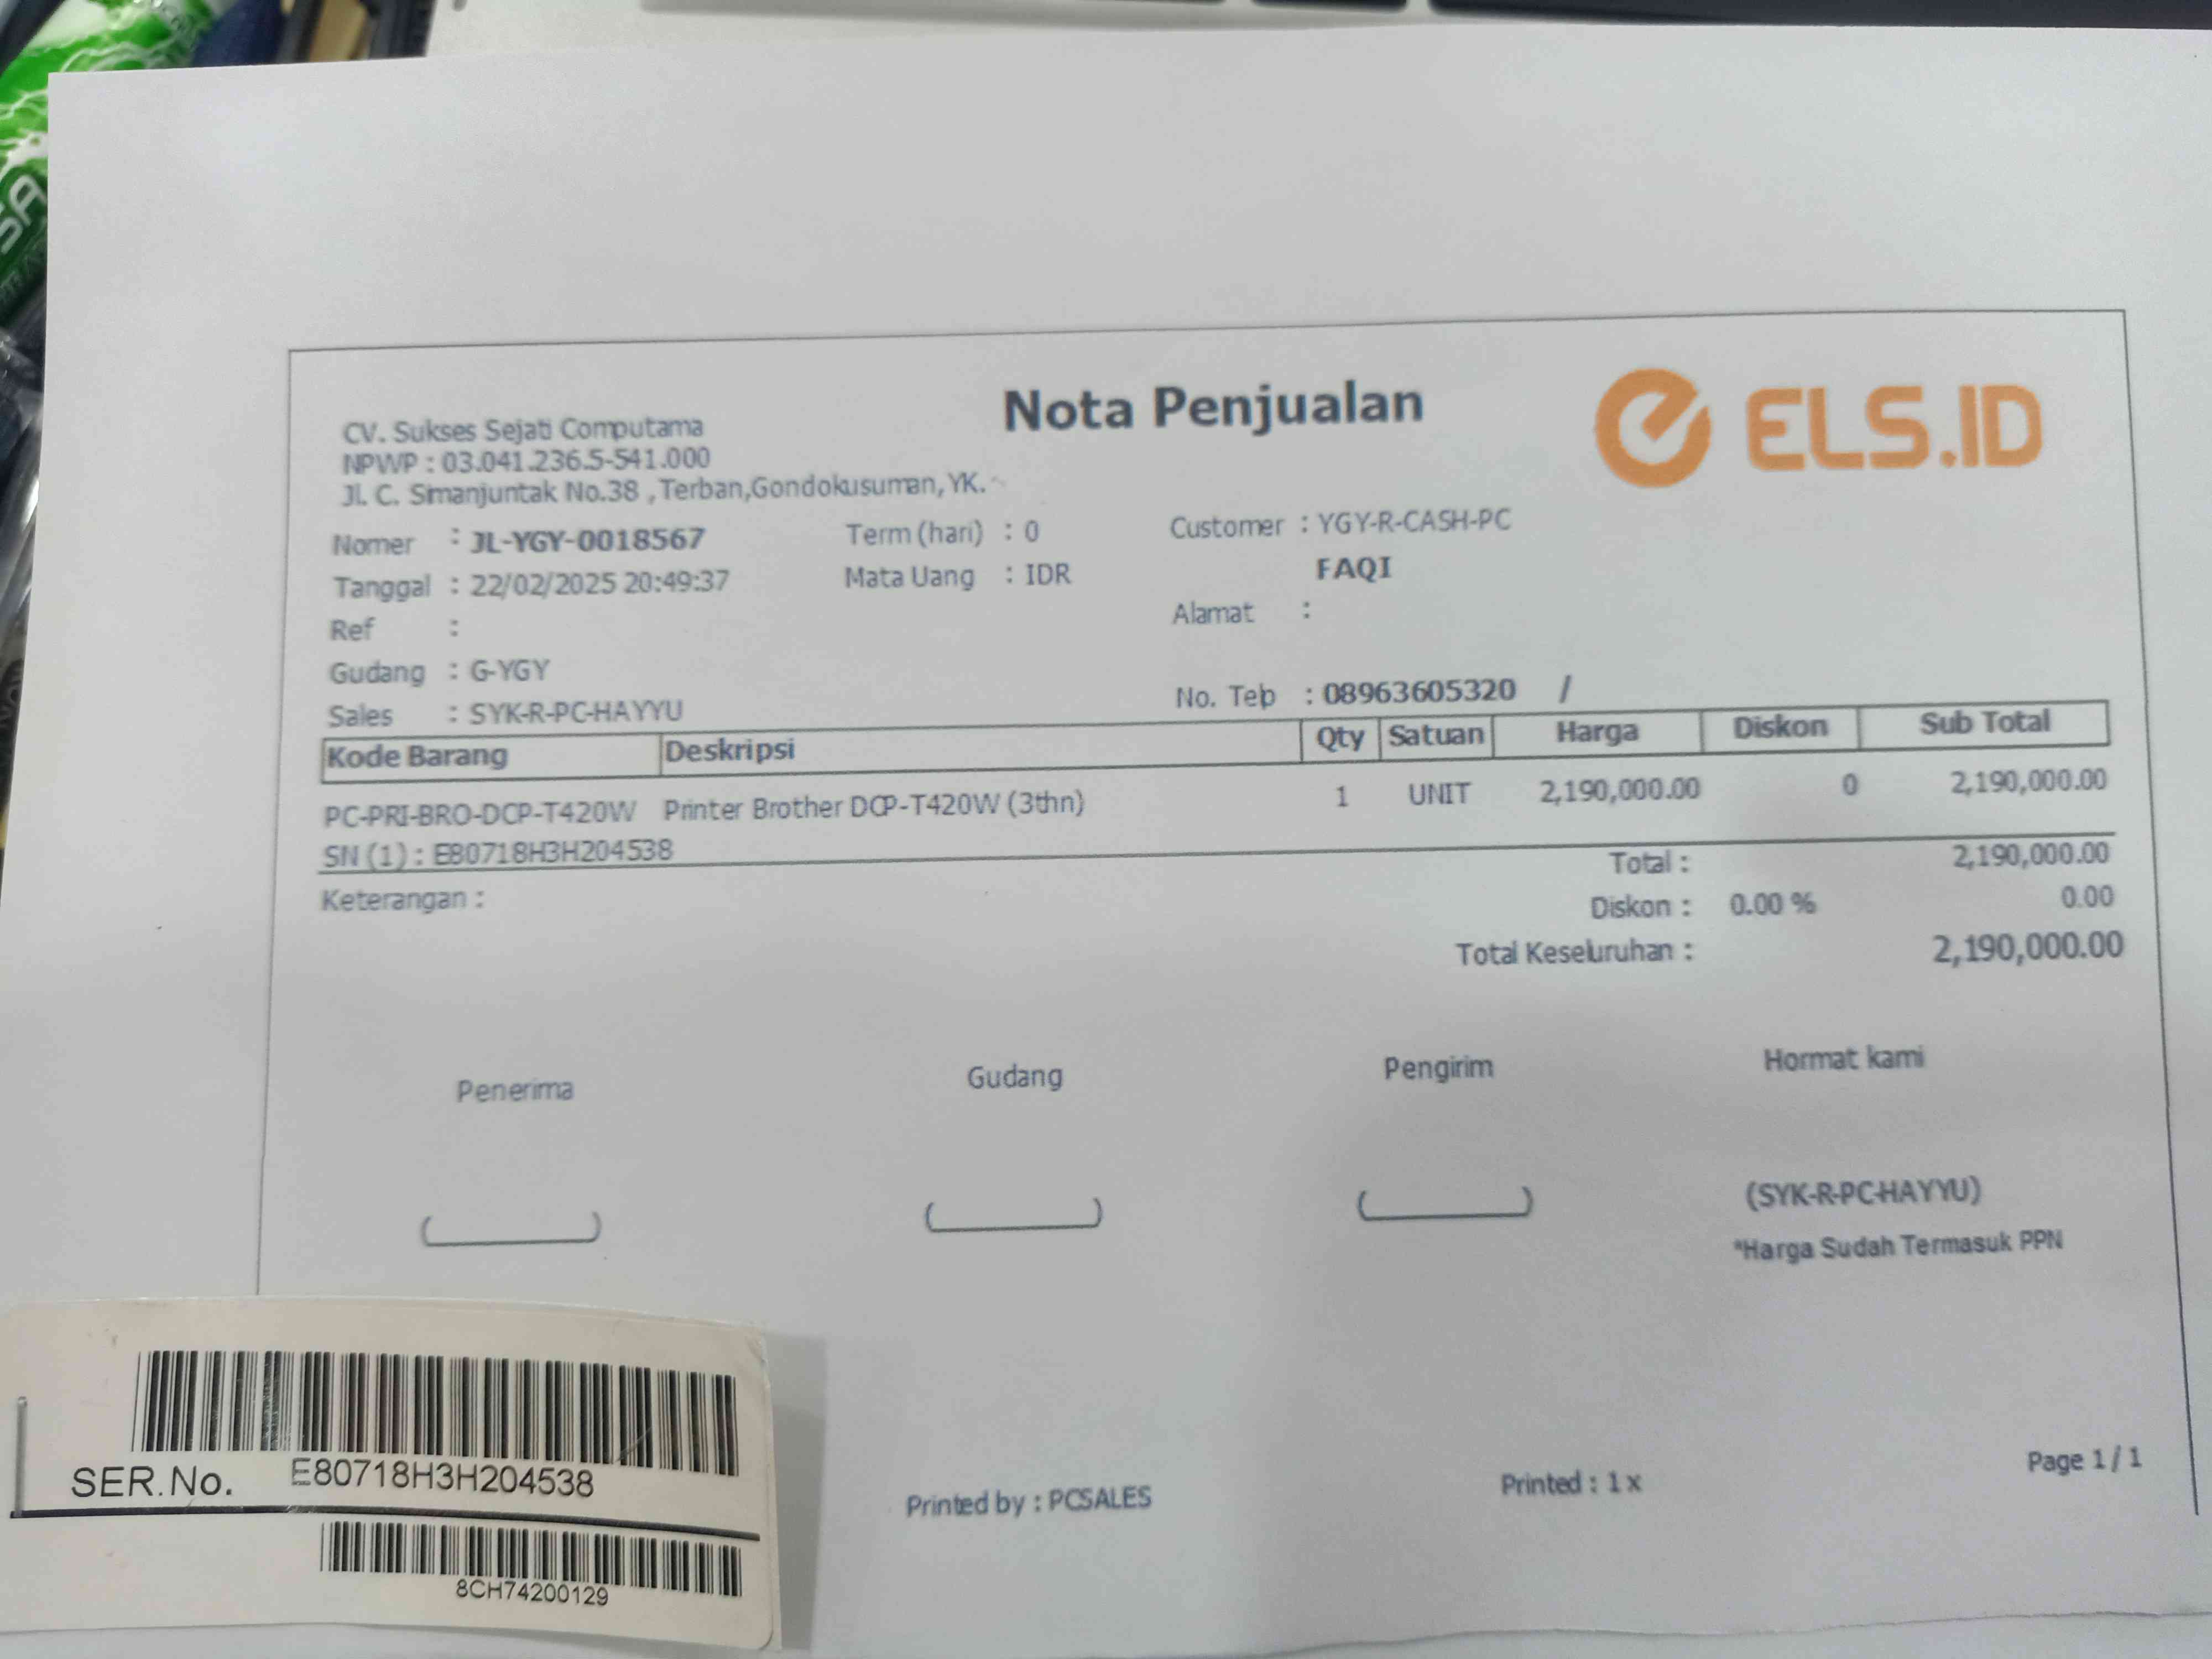 Nota Penjualan
ELS.ID
CV. Sukses Sejati Computama
NPWP : 03.041.236.5-541.000
Jl. C. Simanjuntak No.38 ,Terban,Gondokusuman,YK.
Nomer : JL-YGY-0018567 Term (hari) : 0 Customer : YGY-R-CASH-PC
FAQI
Tanggal : 22/02/2025 20:49:37 Mata Uang : IDR
Ref : Alamat :
Gudang : G-YGY
Sales : SYK-R-PC-HAYYU No. Telp : 08963605320 /
Kode Barang Deskripsi Qty Satuan Harga Diskon Sub Total
PC-PRI-BRO-DCP-T420W Printer Brother DCP-T420W (3thn) 1 UNIT 2,190,000.00 0 2,190,000.00
SN (1) : E80718H3H204538
Total : 2,190,000.00
Keterangan :
Diskon : 0.00 % 0.00
Total Keseluruhan : 2,190,000.00
Penerima Gudang Pengirim Hormat kami
(SYK-R-PC-HAYYU)
*Harga Sudah Termasuk PPN
SER.No. E80718H3H204538
8CH74200129
Printed by : PCSALES Printed : 1 x Page 1 / 1